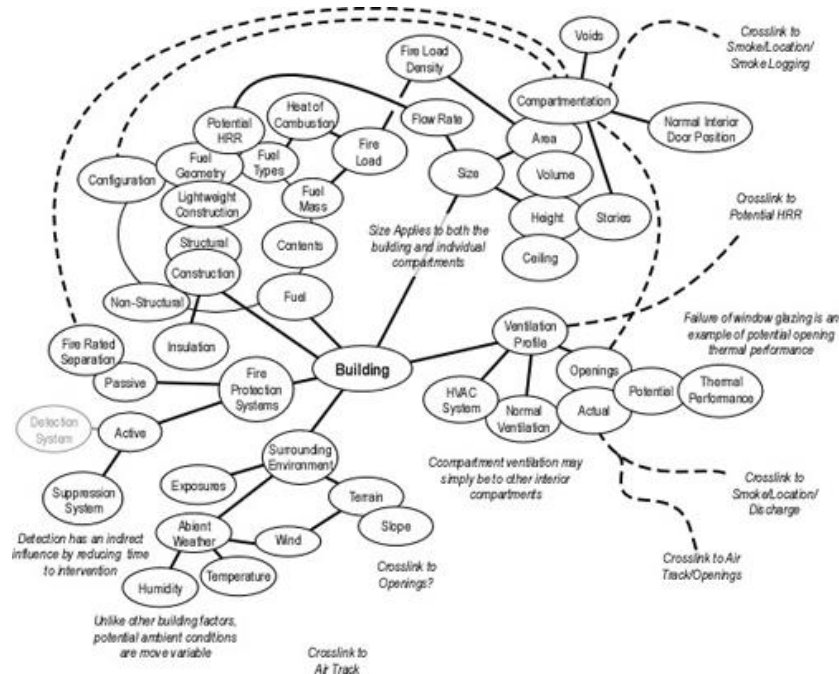 Voids
Crosslink to
Smoke/Location/
Smoke Logging
Fire Load
Density
Compartmentation
Heat of
Combustion
Potential
HRR
Flow Rate
Normal Interior
Door Position
Area
Fire
Load
Fuel
Types
Fuel
Geometry
Configuration
Size
Volume
Lightweight
Construction
Fuel
Mass
Crosslink to
Potential HRR
Height
Stories
Size Applies to both the
building and individual
compartments
Structural
Contents
Ceiling
Construction
Non-Structural
Fuel
Ventilation
Profile
Failure of window glazing is an
example of potential opening
thermal performance
Insulation
Fire Rated
Separation
Building
Openings
Passive
Fire
Protection
Systems
HVAC
System
Normal
Ventilation
Actual
Potential
Thermal
Performance
Detection
System
Active
Surrounding
Environment
Ccompartment ventilation may
simply be to other interior
compartments
Exposures
Terrain
Crosslink to
Smoke/Location/
Discharge
Suppression
System
Slope
Abient
Weather
Wind
Detection has an indirect
influence by reducing time
to intervention
Crosslink to
Openings?
Crosslink to Air
Track/Openings
Humidity
Temperature
Unlike other building factors,
potential ambient conditions
are move variable
Crosslink to
Air Track